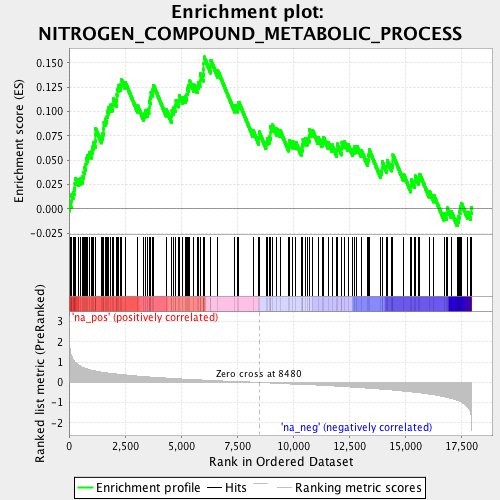 Enrichment plot:
NITROGEN_COMPOUND_METABOLIC_PROCESS
Enrichment score (ES)
0.150
0.125
0.100
0.075
0.050
0.025
0.000
-0.025
'na_pos' (positively correlated)
Ranked list metric (PreRanked)
3
2
1
0
-1
-2
Zero cross at 8480
'na_neg' (negatively correlated)
0
2,500
5,000
7,500
10,000
12,500
15,000
17,500
Rank in Ordered Dataset
Enrichment profile
Hits
Ranking metric scores